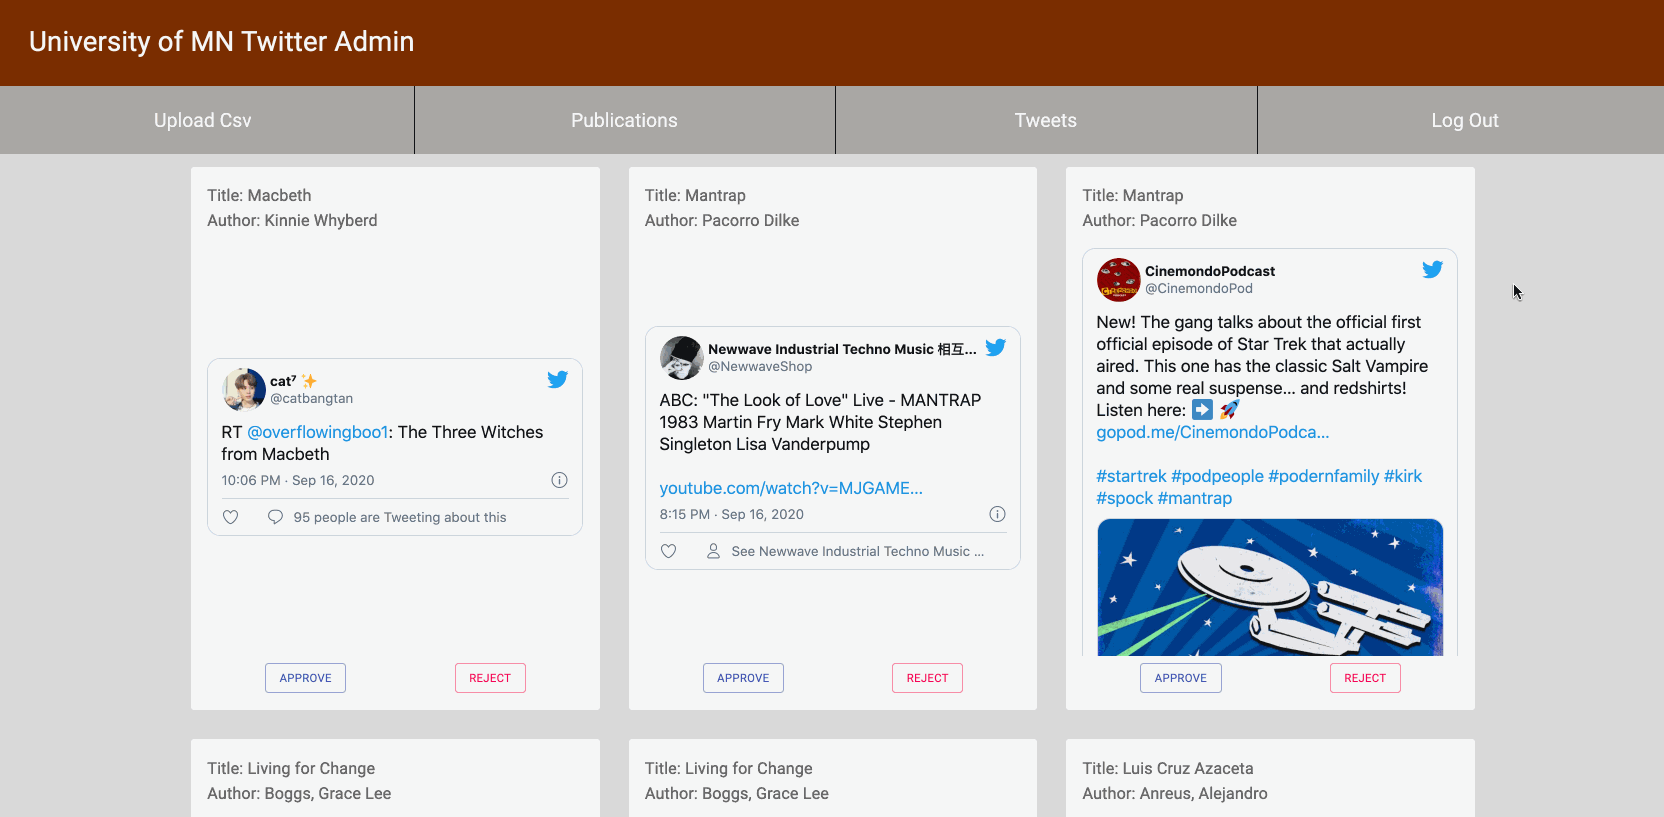 University of MN Twitter Admin
Upload Csv
Publications
Tweets
Log Out
Title: Macbeth
Author: Kinnie Whyberd
cat⁷ ✨
@catbangtan
RT @overflowingboo1: The Three Witches
from Macbeth
10:06 PM · Sep 16, 2020
95 people are Tweeting about this
APPROVE
REJECT
Title: Mantrap
Author: Pacorro Dilke
Newwave Industrial Techno Music 相互...
@NewwaveShop
ABC: "The Look of Love" Live - MANTRAP
1983 Martin Fry Mark White Stephen
Singleton Lisa Vanderpump
youtube.com/watch?v=MJGAME...
8:15 PM · Sep 16, 2020
See Newwave Industrial Techno Music ...
APPROVE
REJECT
Title: Mantrap
Author: Pacorro Dilke
CinemondoPodcast
@CinemondoPod
New! The gang talks about the official first
official episode of Star Trek that actually
aired. This one has the classic Salt Vampire
and some real suspense... and redshirts!
Listen here: ➡️ 🚀
gopod.me/CinemondoPodca...
#startrek #podpeople #podernfamily #kirk
#spock #mantrap
APPROVE
REJECT
Title: Living for Change
Author: Boggs, Grace Lee
Title: Living for Change
Author: Boggs, Grace Lee
Title: Luis Cruz Azaceta
Author: Anreus, Alejandro